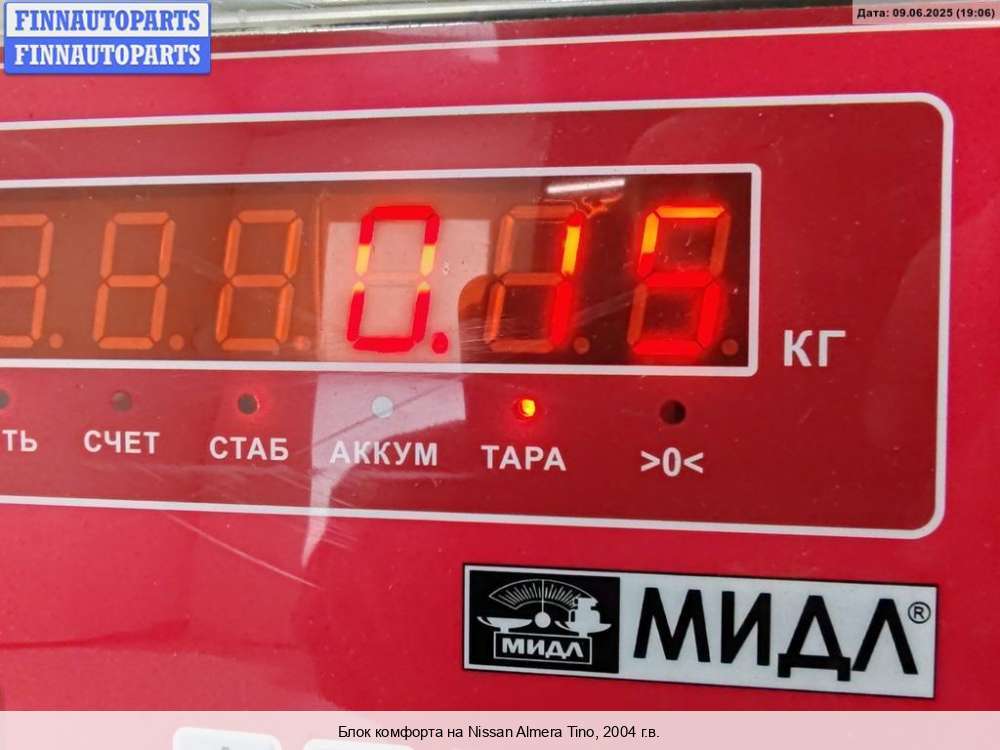 FINNAUTOPARTS
FINNAUTOPARTS
Дата: 09.06.2025 (19:06)
0.15
КГ
ТЬ СЧЕТ СТАБ АККУМ ТАРА >0<
МИДЛ
МИДЛ®
Блок комфорта на Nissan Almera Tino, 2004 г.в.